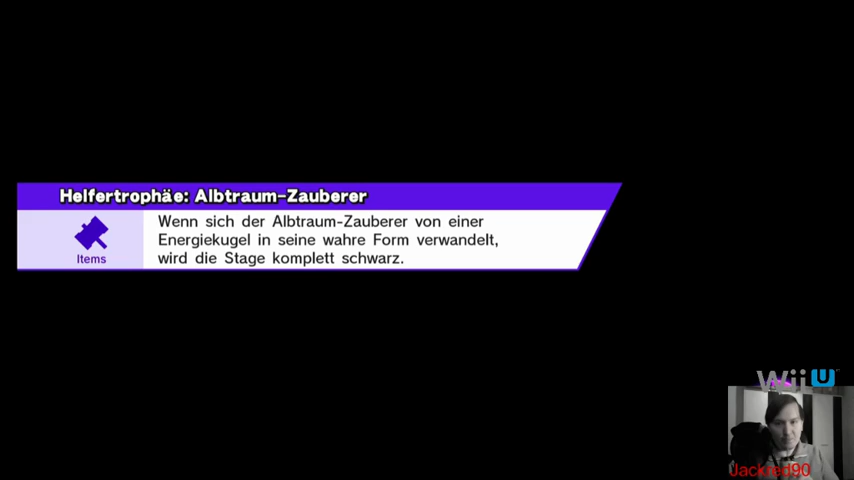 Helfertrophäe: Albtraum-Zauberer
Wenn sich der Albtraum-Zauberer von einer
Energiekugel in seine wahre Form verwandelt,
wird die Stage komplett schwarz.
Items
Wii U
Jackred90